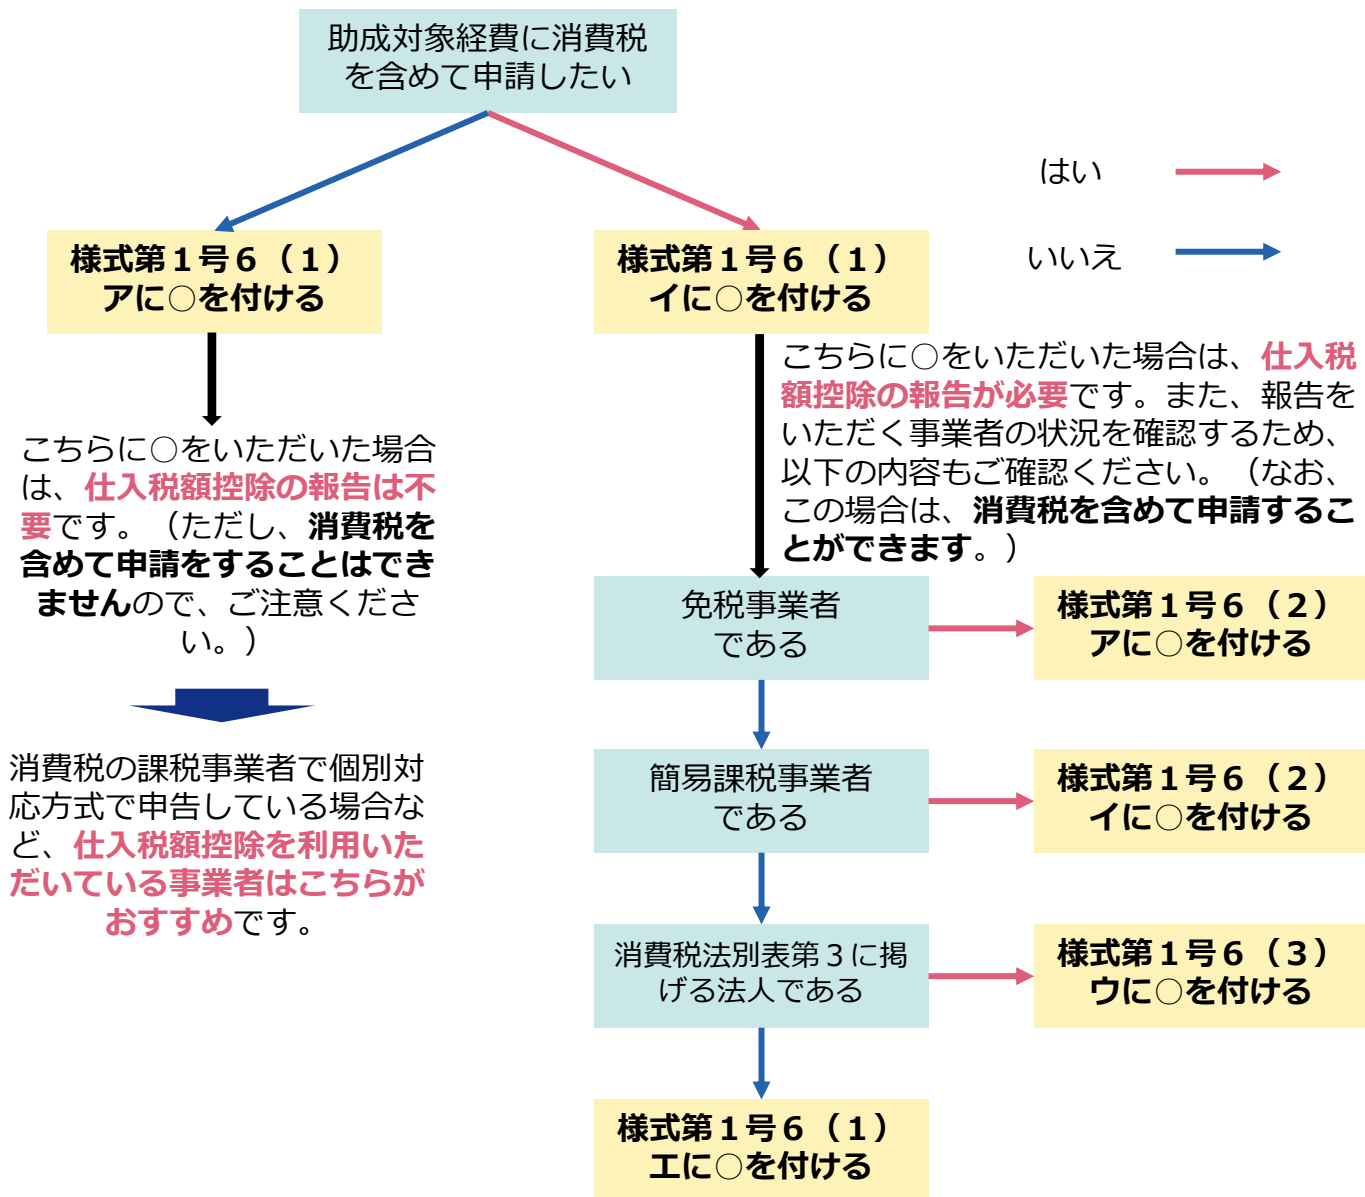 助成対象経費に消費税
を含めて申請したい
はい
いいえ
様式第１号６（１）
アに○を付ける
様式第１号６（１）
イに○を付ける
こちらに○をいただいた場合
は、仕入税額控除の報告は不
要です。（ただし、消費税を
含めて申請をすることはでき
ませんので、ご注意くださ
い。）
消費税の課税事業者で個別対
応方式で申告している場合な
ど、仕入税額控除を利用いた
だいている事業者はこちらが
おすすめです。
こちらに○をいただいた場合は、仕入税
額控除の報告が必要です。また、報告を
いただく事業者の状況を確認するため、
以下の内容もご確認ください。（なお、
この場合は、消費税を含めて申請するこ
とができます。）
免税事業者
である
様式第１号６（２）
アに○を付ける
簡易課税事業者
である
様式第１号６（２）
イに○を付ける
消費税法別表第３に掲
げる法人である
様式第１号６（３）
ウに○を付ける
様式第１号６（１）
エに○を付ける